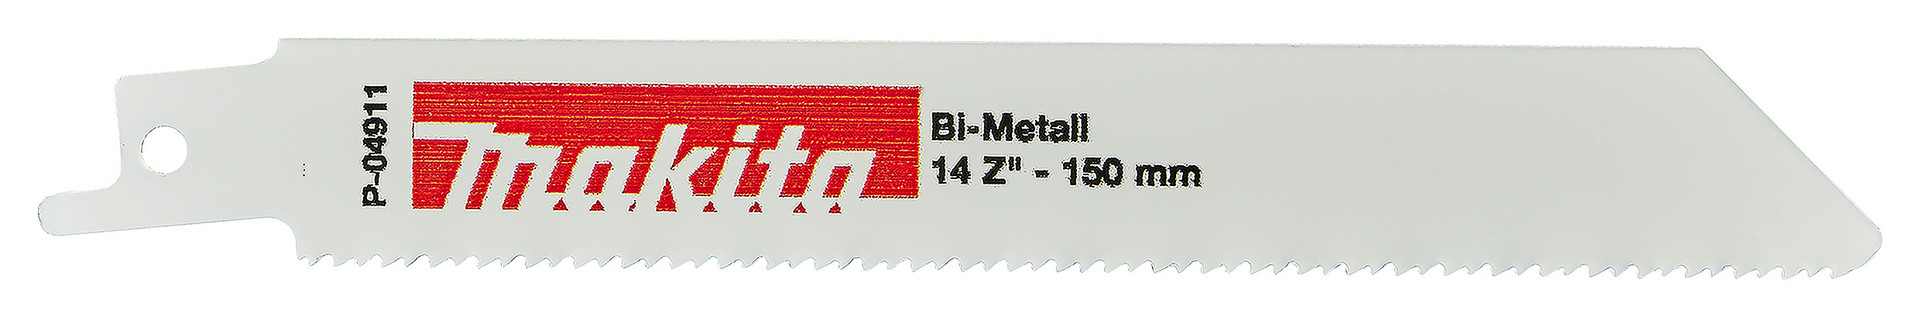 P-04911
makita
Bi-Metall
14 Z" - 150 mm